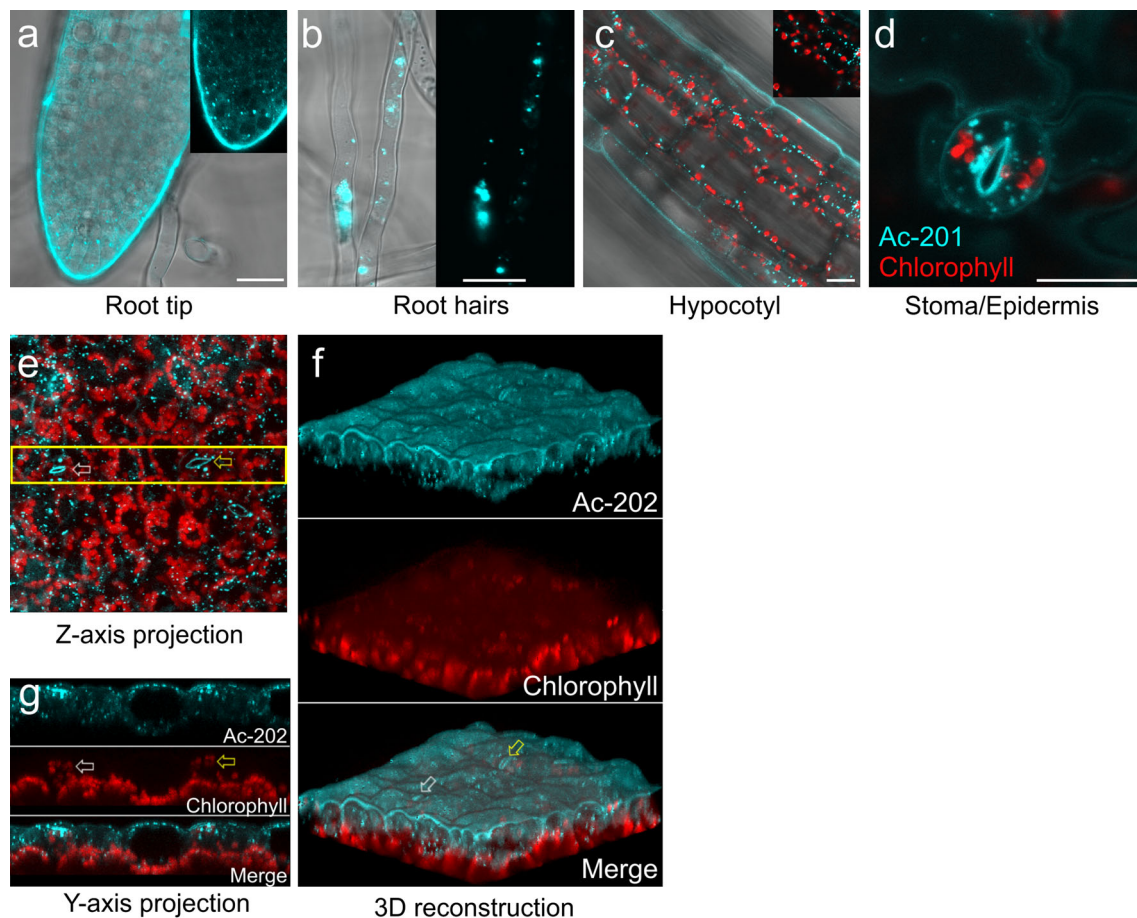 a
b
c
d
Ac-201
Chlorophyll
Root tip
Root hairs
Hypocotyl
Stoma/Epidermis
e
f
Ac-202
Z-axis projection
Chlorophyll
g
Ac-202
Chlorophyll
Merge
Merge
Y-axis projection
3D reconstruction